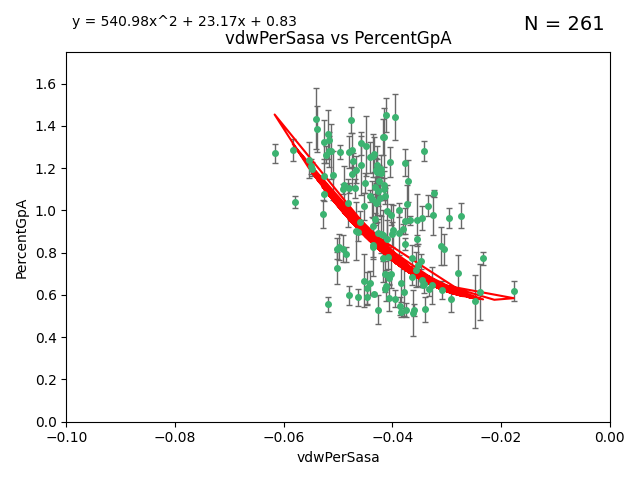 y = 540.98x^2 + 23.17x + 0.83
N = 261
vdwPerSasa vs PercentGpA
PercentGpA
1.6
1.4
1.2
1.0
0.8
0.6
0.4
0.2
0.0
−0.10 −0.08 −0.06 −0.04 −0.02 0.00
vdwPerSasa